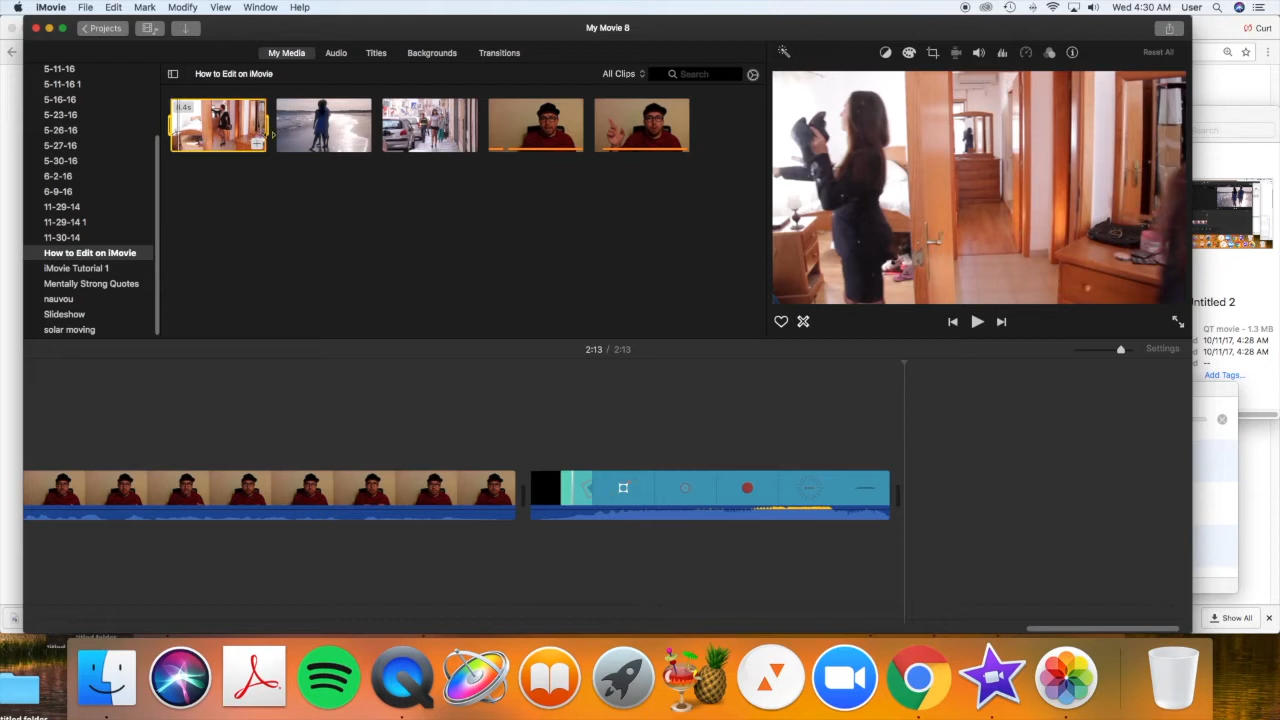 iMovie File Edit Mark Modify View Window Help Wed 4:30 AM User
Projects My Movie 8 Curt
My Media Audio Titles Backgrounds Transitions Reset All
5-11-16
5-11-16 1
5-16-16
5-23-16
5-26-16
5-27-16
5-30-16
6-2-16
6-9-16
11-29-14
11-29-14 1
11-30-14
How to Edit on iMovie
iMovie Tutorial 1
Mentally Strong Quotes
nauvou
Slideshow
solar moving
How to Edit on iMovie All Clips Search
Search
ntitled 2
QT movie - 1.3 MB
10/11/17, 4:28 AM
10/11/17, 4:28 AM
--
Add Tags...
2:13 / 2:13 Settings
Show All
titled folder